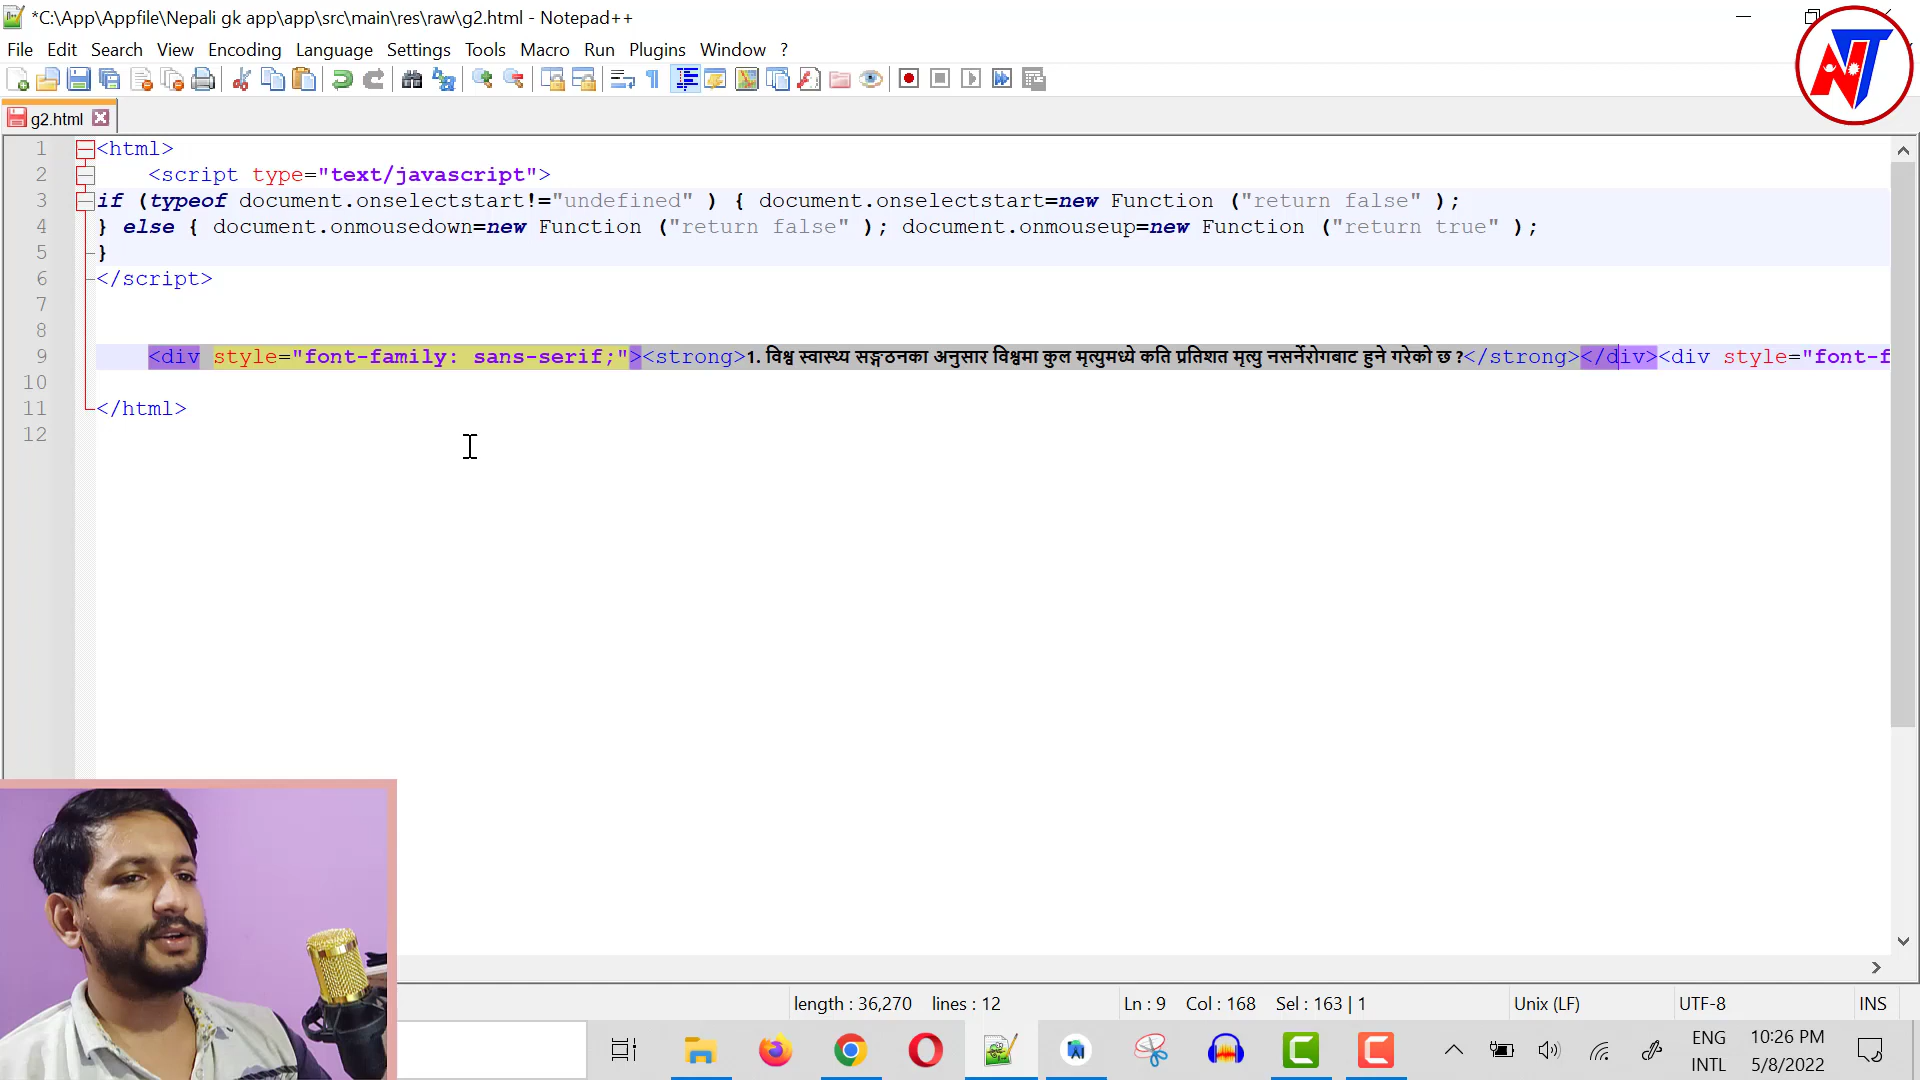 *C:\App\Appfile\Nepali gk app\app\src\main\res\raw\g2.html - Notepad++
File Edit Search View Encoding Language Settings Tools Macro Run Plugins Window ?
NT
g2.html
1 <html>
2 <script type="text/javascript">
3 if (typeof document.onselectstart!="undefined" ) { document.onselectstart=new Function ("return false" );
4 } else { document.onmousedown=new Function ("return false" ); document.onmouseup=new Function ("return true" );
5 }
6 </script>
7
8
9 <div style="font-family: sans-serif;"><strong>1. विश्व स्वास्थ्य सङ्गठनका अनुसार विश्वमा कुल मृत्युमध्ये कति प्रतिशत मृत्यु नसर्नेरोगबाट हुने गरेको छ ?</strong></div><div style="font-f
10
11 </html>
12
length : 36,270 lines : 12 Ln : 9 Col : 168 Sel : 163 | 1 Unix (LF) UTF-8 INS
ENG 10:26 PM
INTL 5/8/2022